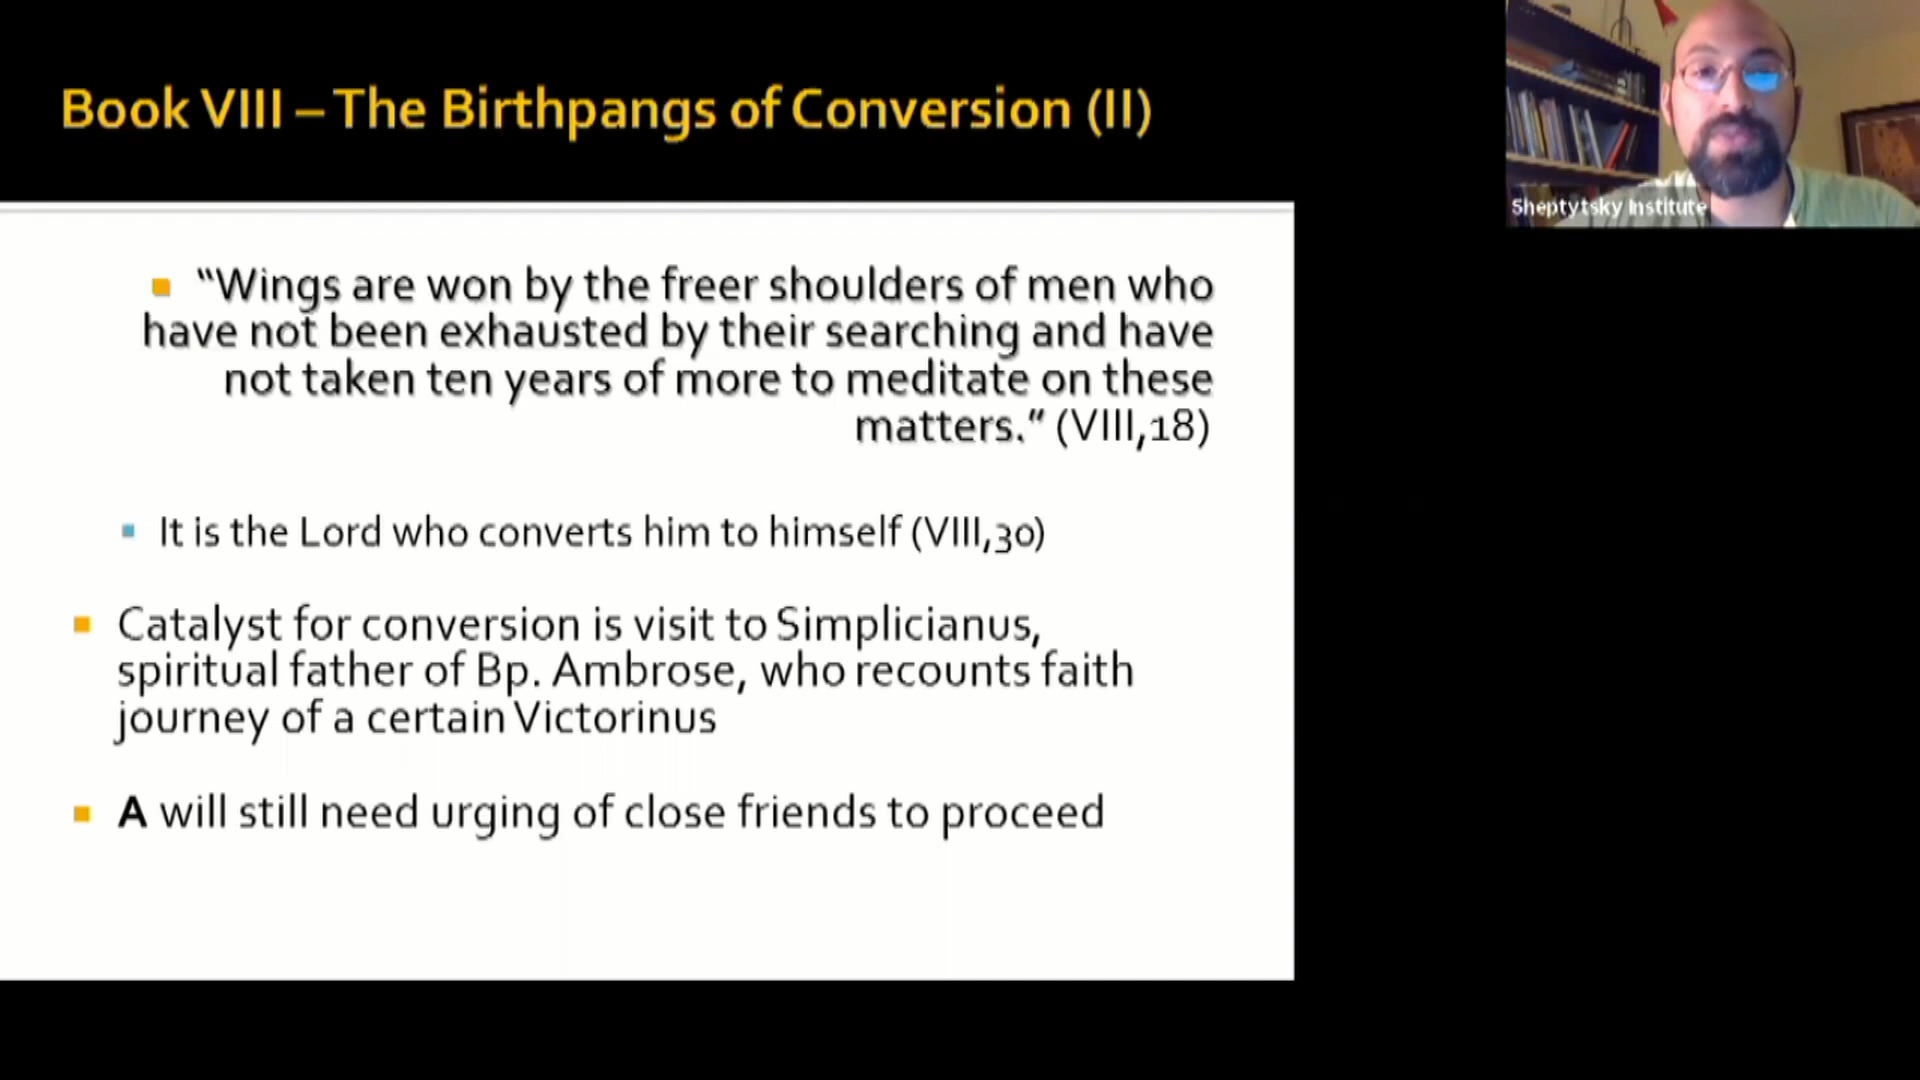 Book VIII – The Birthpangs of Conversion (II)
Sheptytsky Institute
“Wings are won by the freer shoulders of men who
have not been exhausted by their searching and have
not taken ten years of more to meditate on these
matters.” (VIII,18)
It is the Lord who converts him to himself (VIII,30)
Catalyst for conversion is visit to Simplicianus,
spiritual father of Bp. Ambrose, who recounts faith
journey of a certain Victorinus
A will still need urging of close friends to proceed